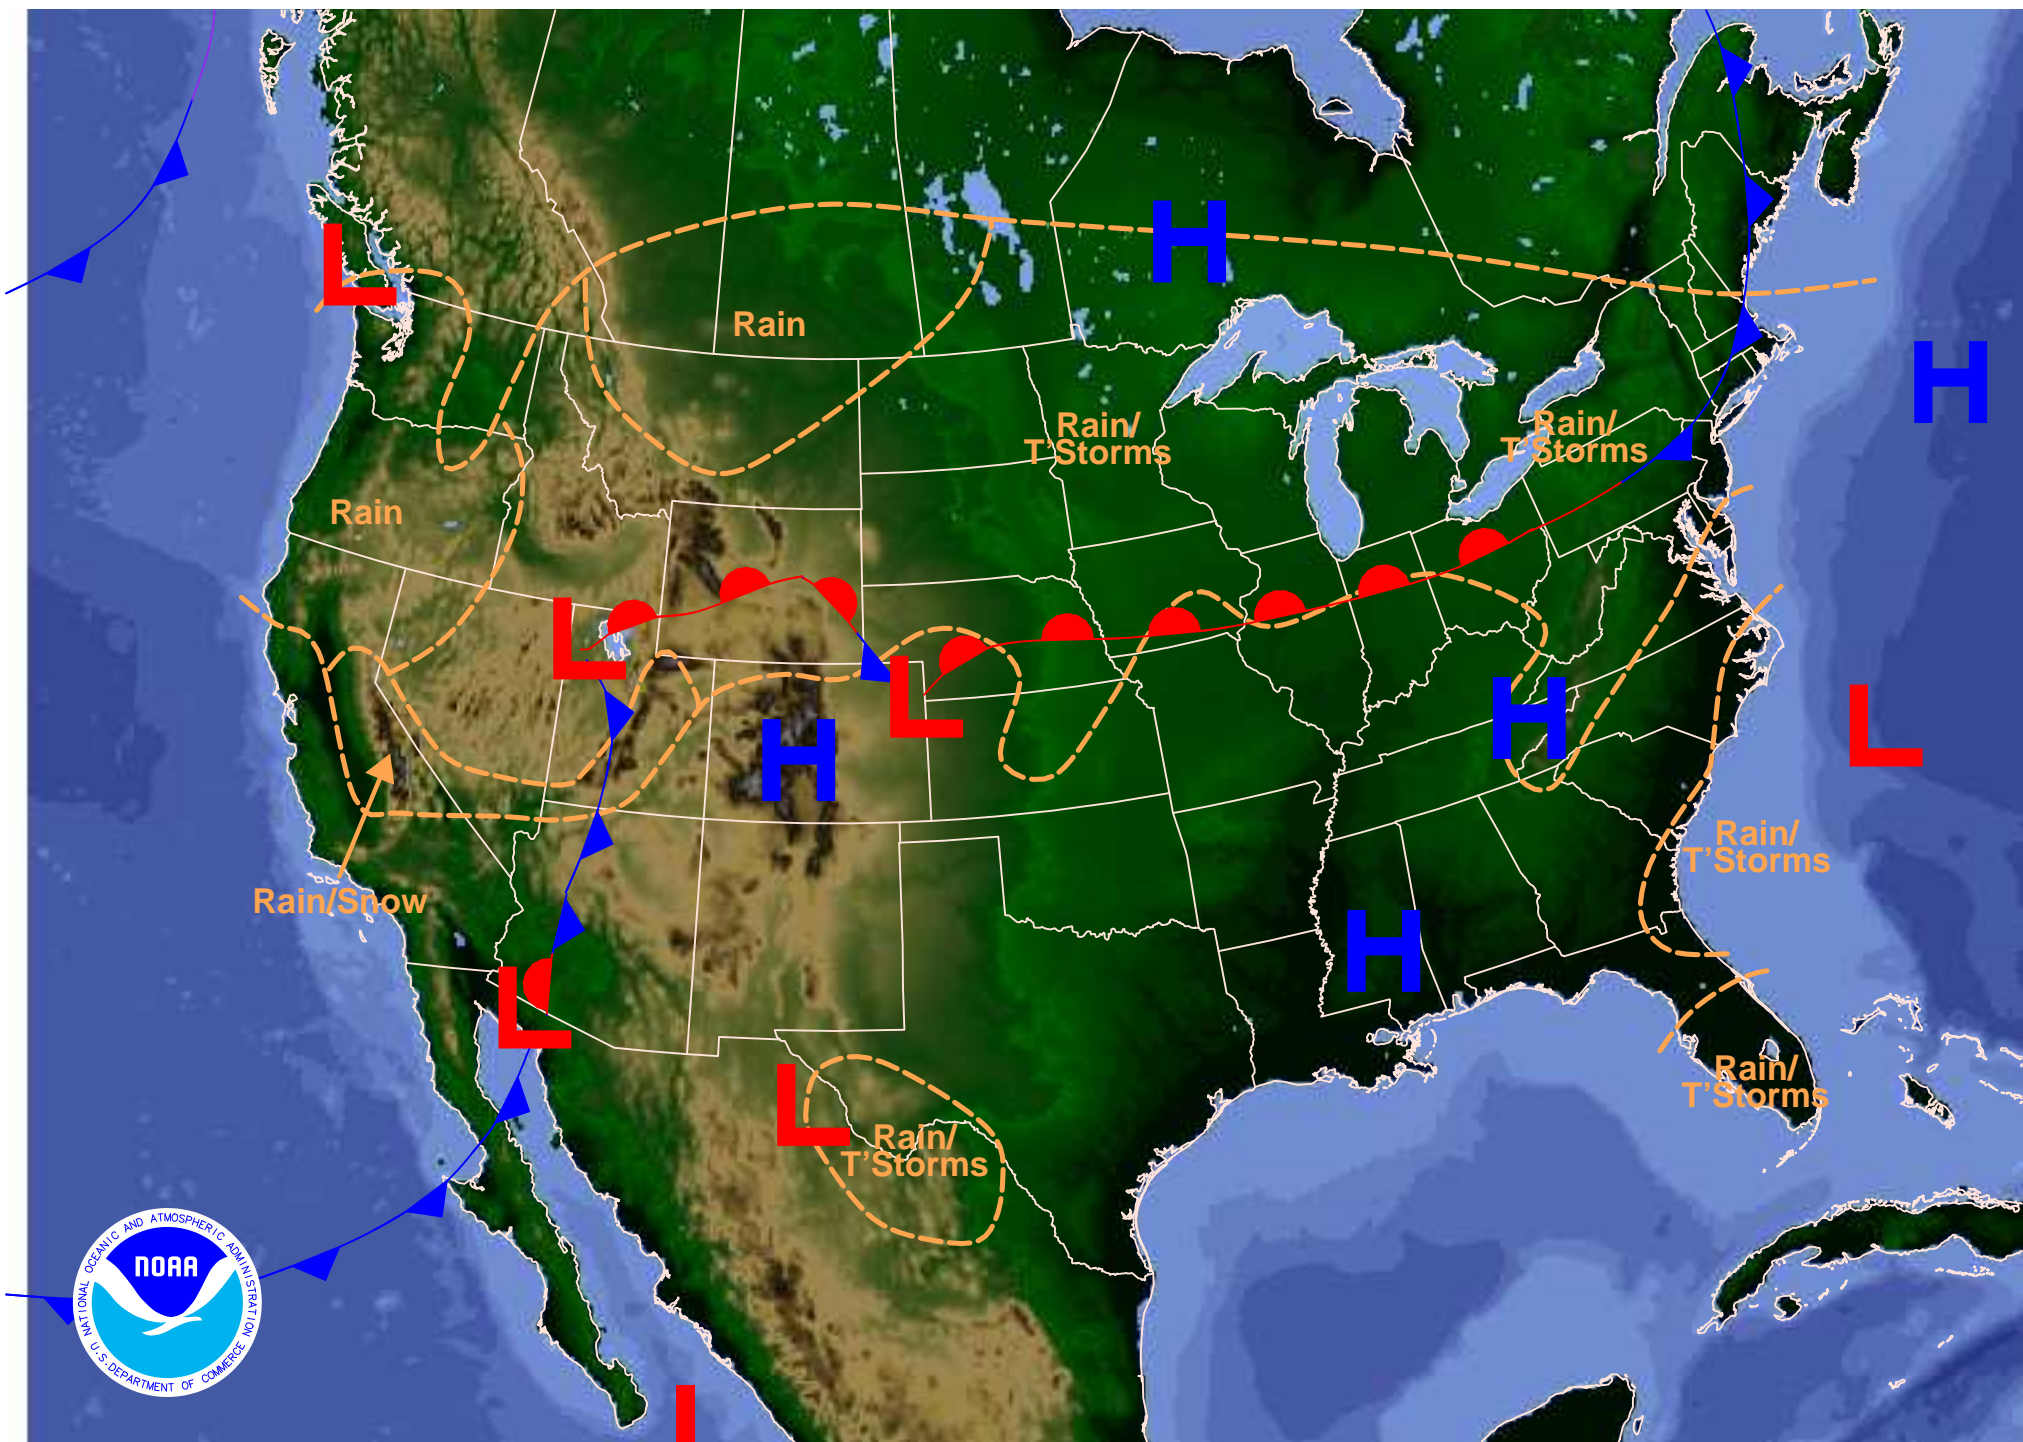 L
H
Rain
H
Rain/
T'Storms
Rain/
T'Storms
Rain
L
L
H
H
L
Rain/
T'Storms
Rain/Snow
H
L
L
Rain/
T'Storms
Rain/
T'Storms
NATIONAL OCEANIC AND ATMOSPHERIC ADMINISTRATION
NOAA
U.S. DEPARTMENT OF COMMERCE